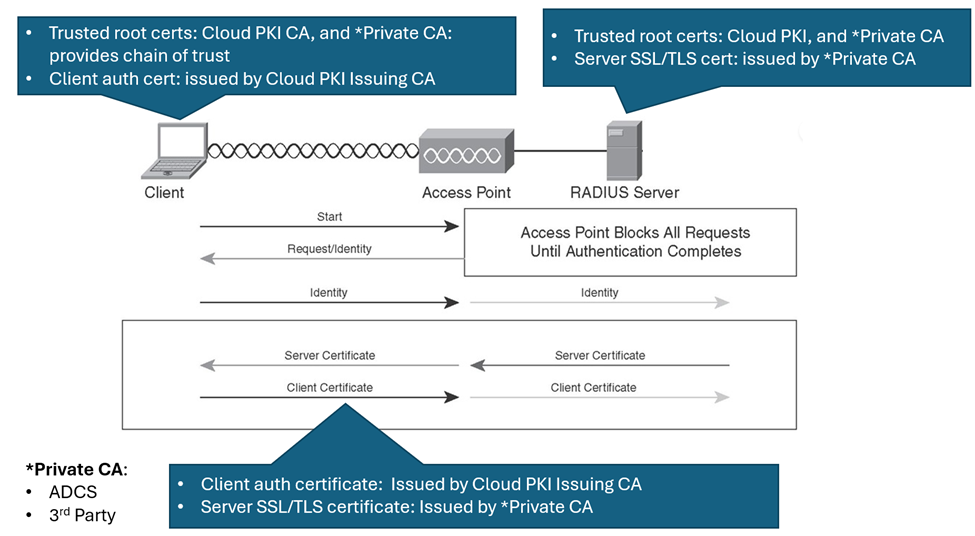 • Trusted root certs: Cloud PKI CA, and *Private CA:
provides chain of trust
• Client auth cert: issued by Cloud PKI Issuing CA
• Trusted root certs: Cloud PKI, and *Private CA
• Server SSL/TLS cert: issued by *Private CA
Client
Access Point
RADIUS Server
Start
Access Point Blocks All Requests
Until Authentication Completes
Request/Identity
Identity
Identity
Server Certificate
Server Certificate
Client Certificate
Client Certificate
*Private CA:
• ADCS
• 3rd Party
• Client auth certificate: Issued by Cloud PKI Issuing CA
• Server SSL/TLS certificate: Issued by *Private CA